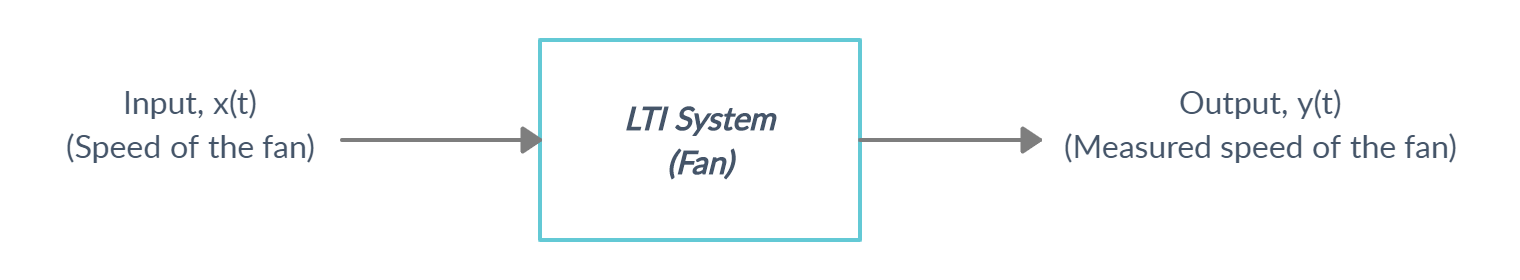 Input, x(t)
(Speed of the fan)
LTI System
(Fan)
Output, y(t)
(Measured speed of the fan)